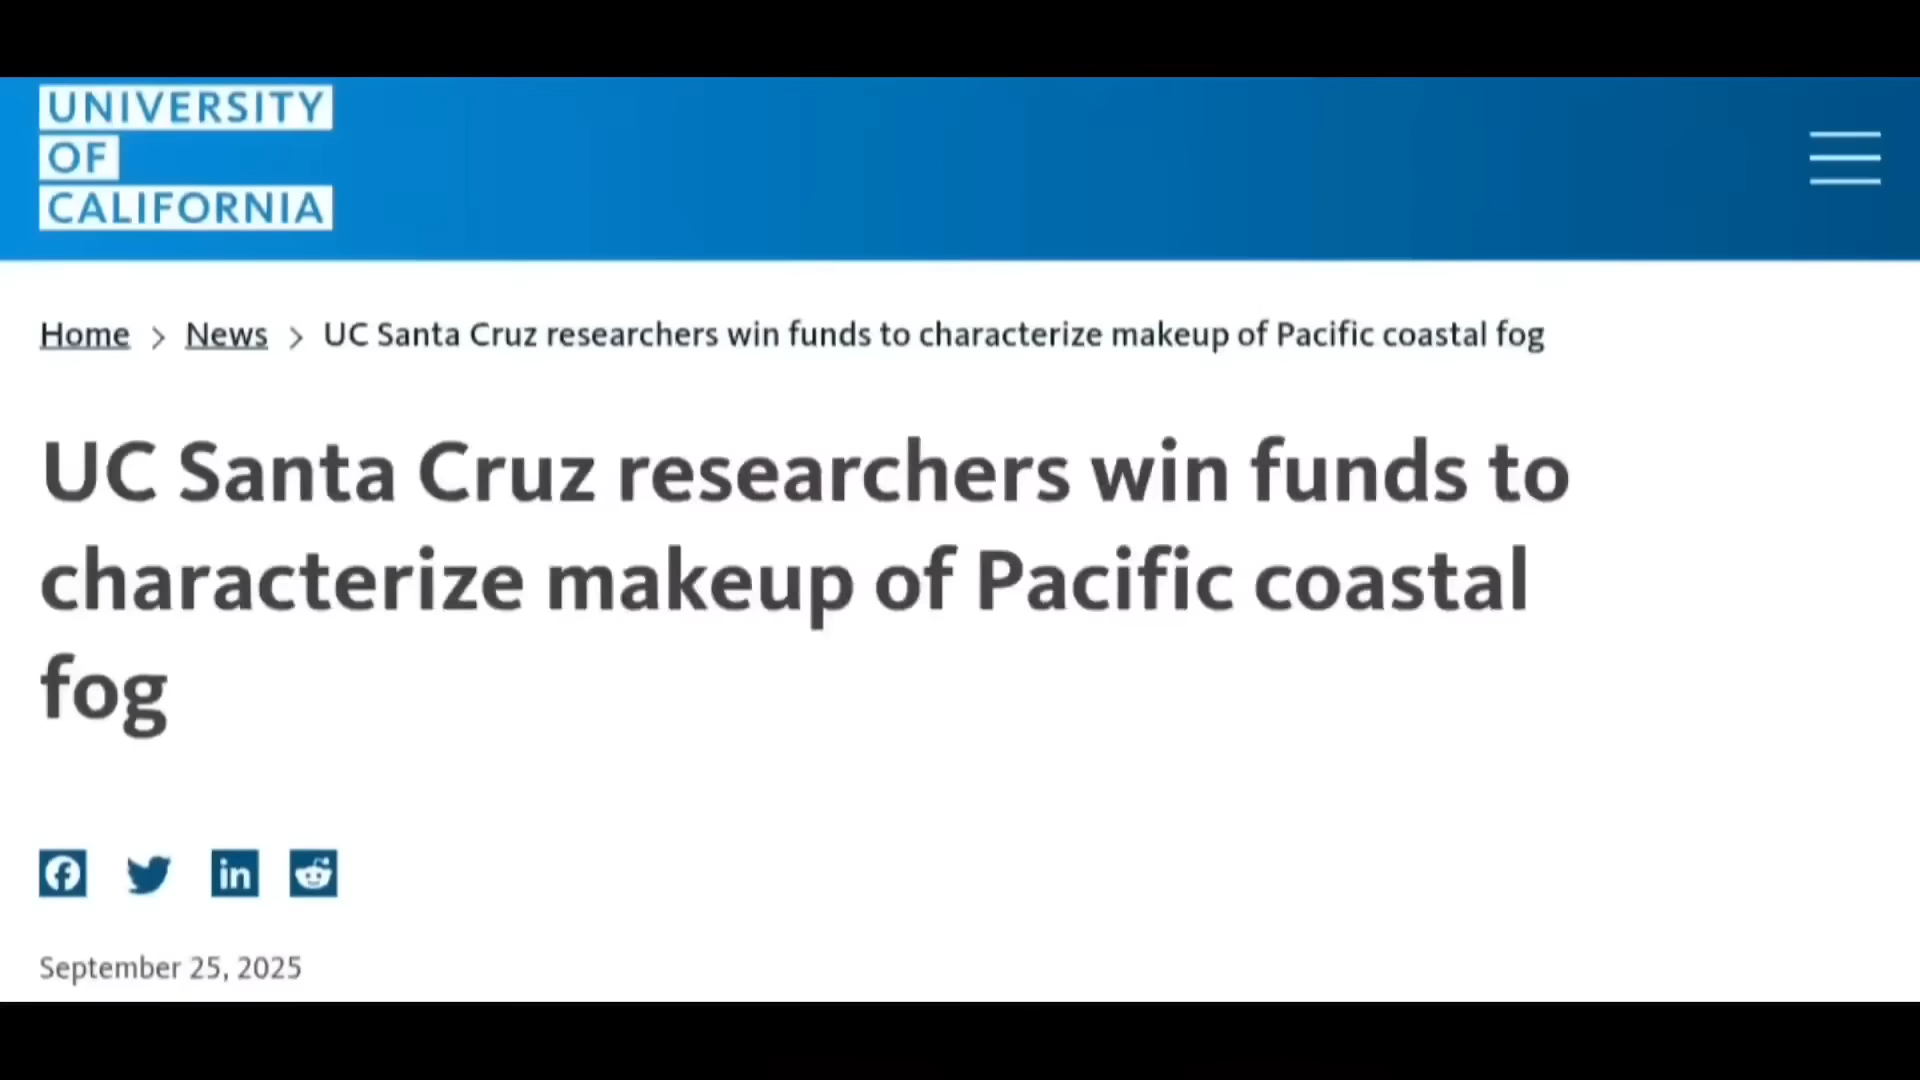 UNIVERSITY
OF
CALIFORNIA
Home > News > UC Santa Cruz researchers win funds to characterize makeup of Pacific coastal fog
UC Santa Cruz researchers win funds to
characterize makeup of Pacific coastal
fog
September 25, 2025